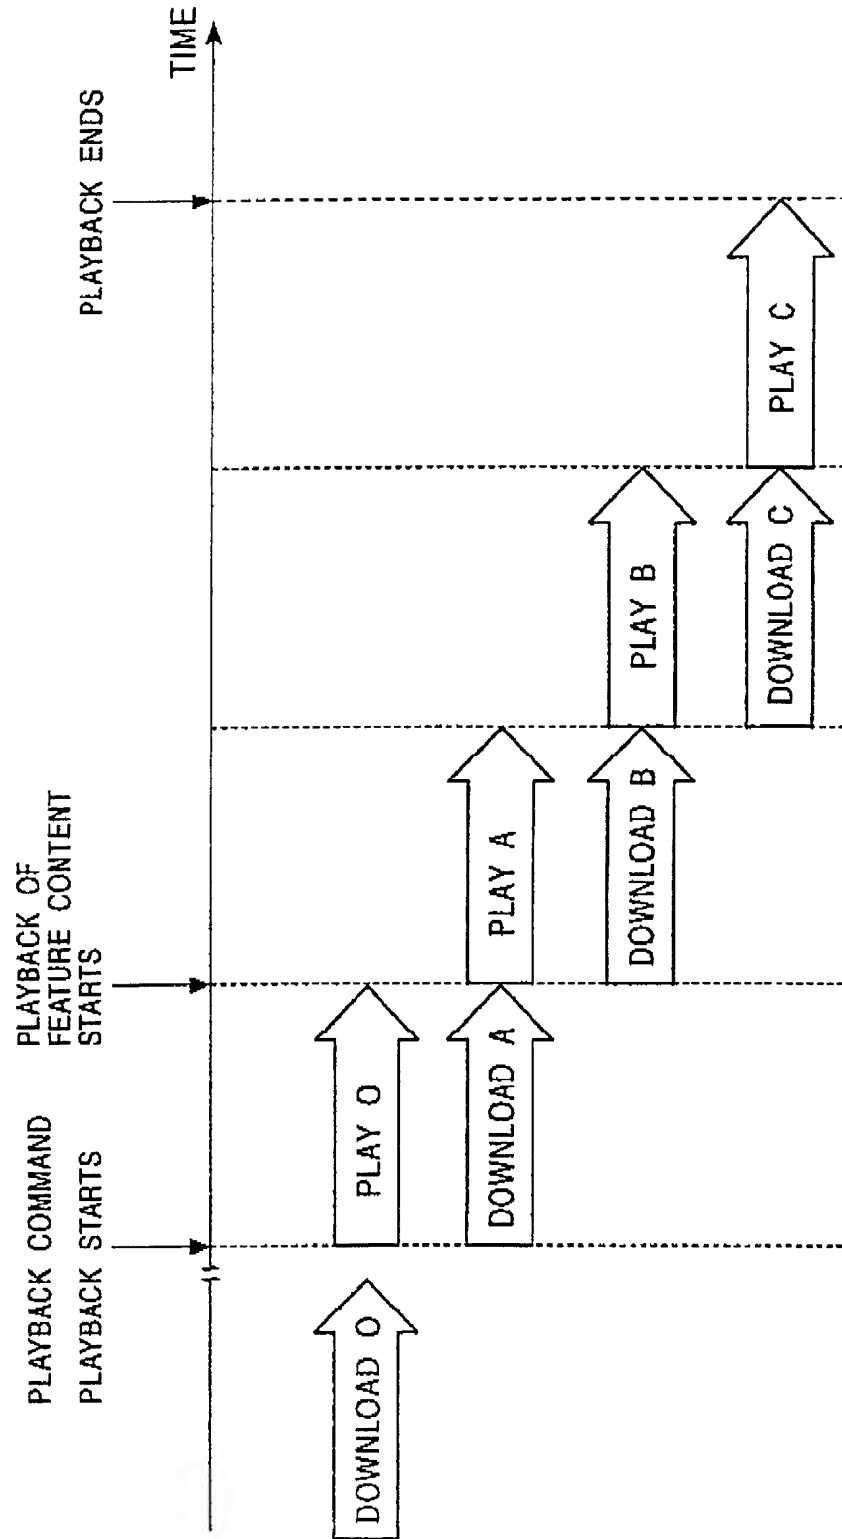 PLAYBACK COMMAND
PLAYBACK STARTS
PLAYBACK OF
FEATURE CONTENT
STARTS
PLAYBACK ENDS
TIME
DOWNLOAD O
PLAY O
DOWNLOAD A
PLAY A
DOWNLOAD B
PLAY B
DOWNLOAD C
PLAY C